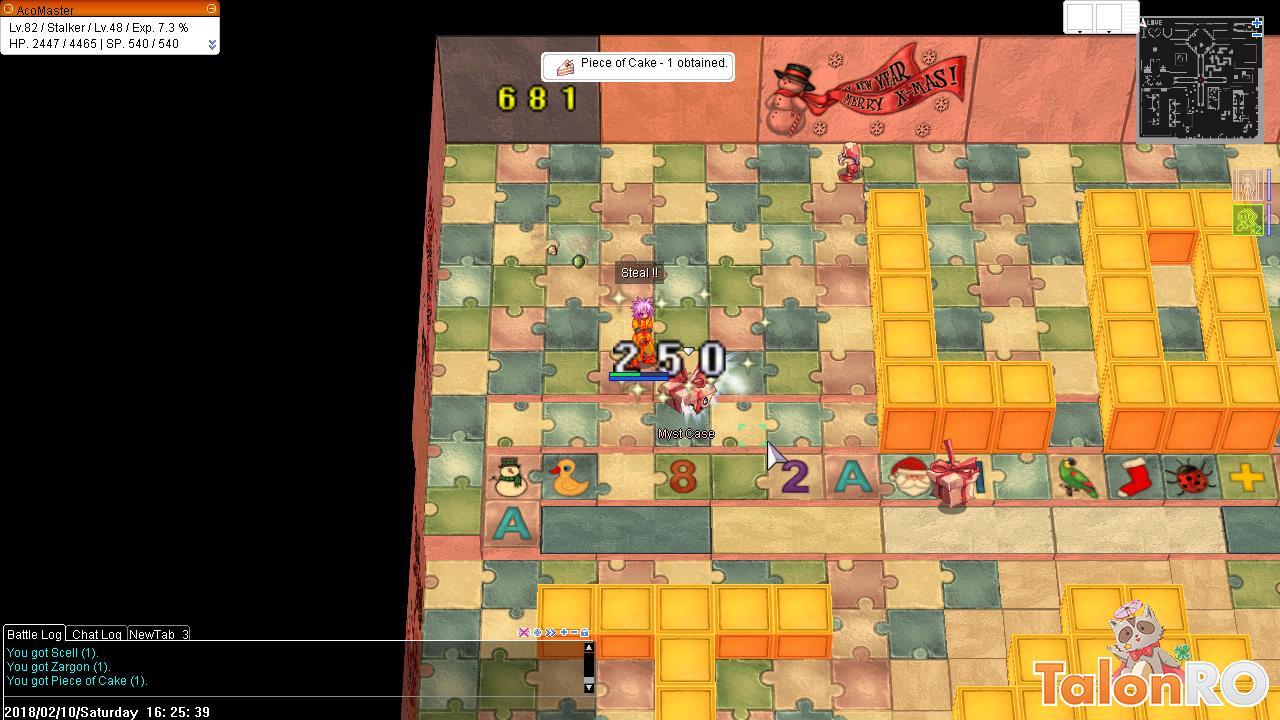 AcoMaster
Lv.82 / Stalker / Lv.48 / Exp. 7.3 %
HP. 2447 / 4465 | SP. 540 / 540
Piece of Cake - 1 obtained.
681
NEW YEAR
MERRY X-MAS!
LOVE
Steal !!
250
Myst Case
8 2 A
A
Battle Log Chat Log NewTab 3
You got Scell (1).
You got Zargon (1).
You got Piece of Cake (1).
2018/02/10/Saturday 16:25:39
TalonRO